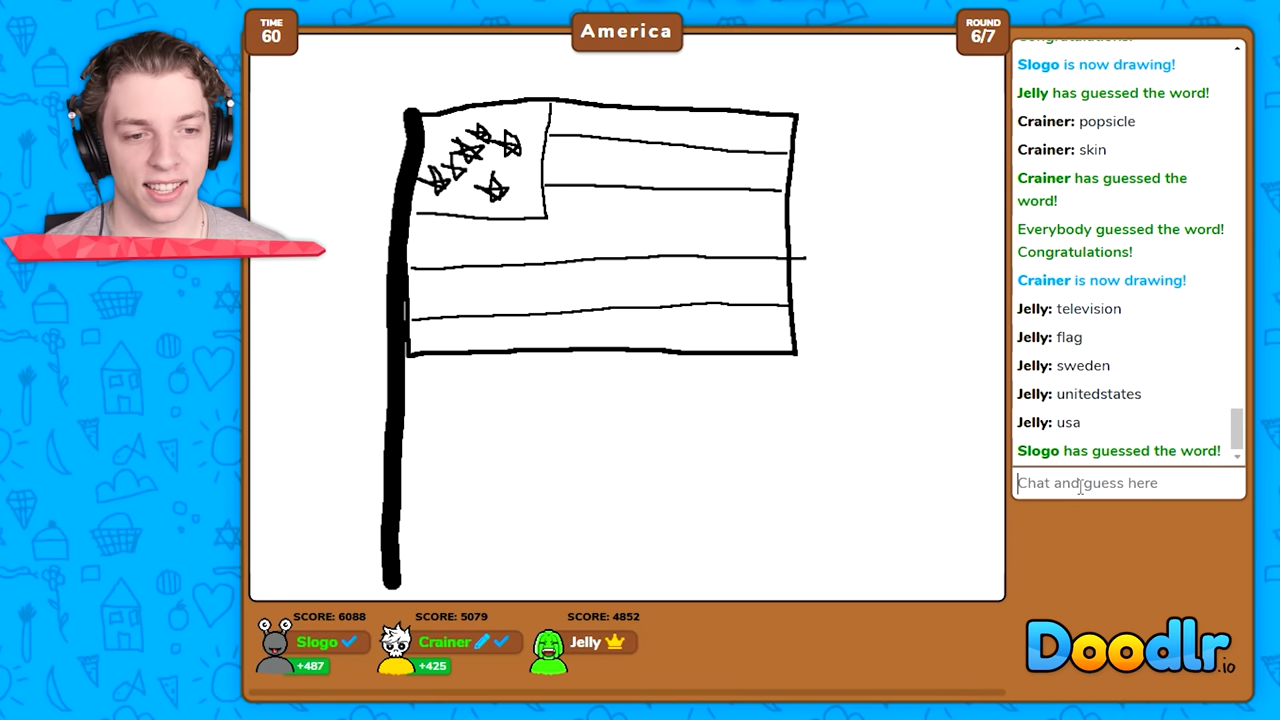 TIME
60
America
ROUND
6/7
Slogo is now drawing!
Jelly has guessed the word!
Crainer: popsicle
Crainer: skin
Crainer has guessed the
word!
Everybody guessed the word!
Congratulations!
Crainer is now drawing!
Jelly: television
Jelly: flag
Jelly: sweden
Jelly: unitedstates
Jelly: usa
Slogo has guessed the word!
Chat and guess here
SCORE: 6088
SCORE: 5079
SCORE: 4852
Slogo
Crainer
Jelly
+487
+425
Doodlr.io